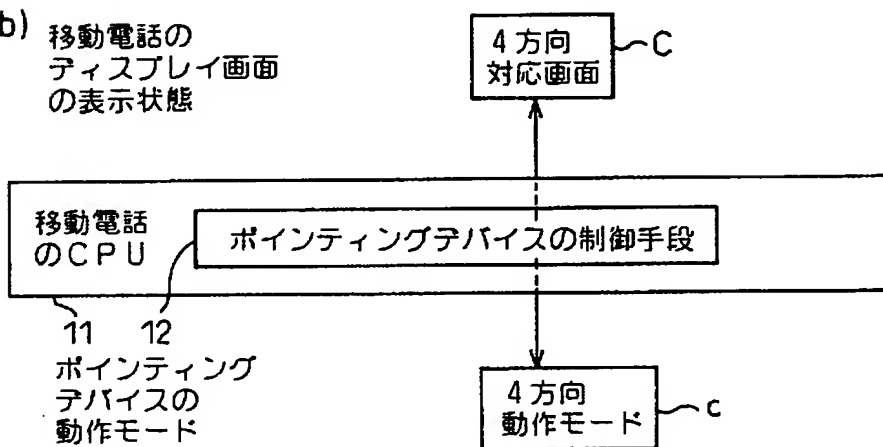 b)
移動電話の
ディスプレイ画面
の表示状態
4方向
対応画面
C
移動電話
のCPU
ポインティングデバイスの制御手段
11
12
ポインティング
デバイスの
動作モード
4方向
動作モード
c